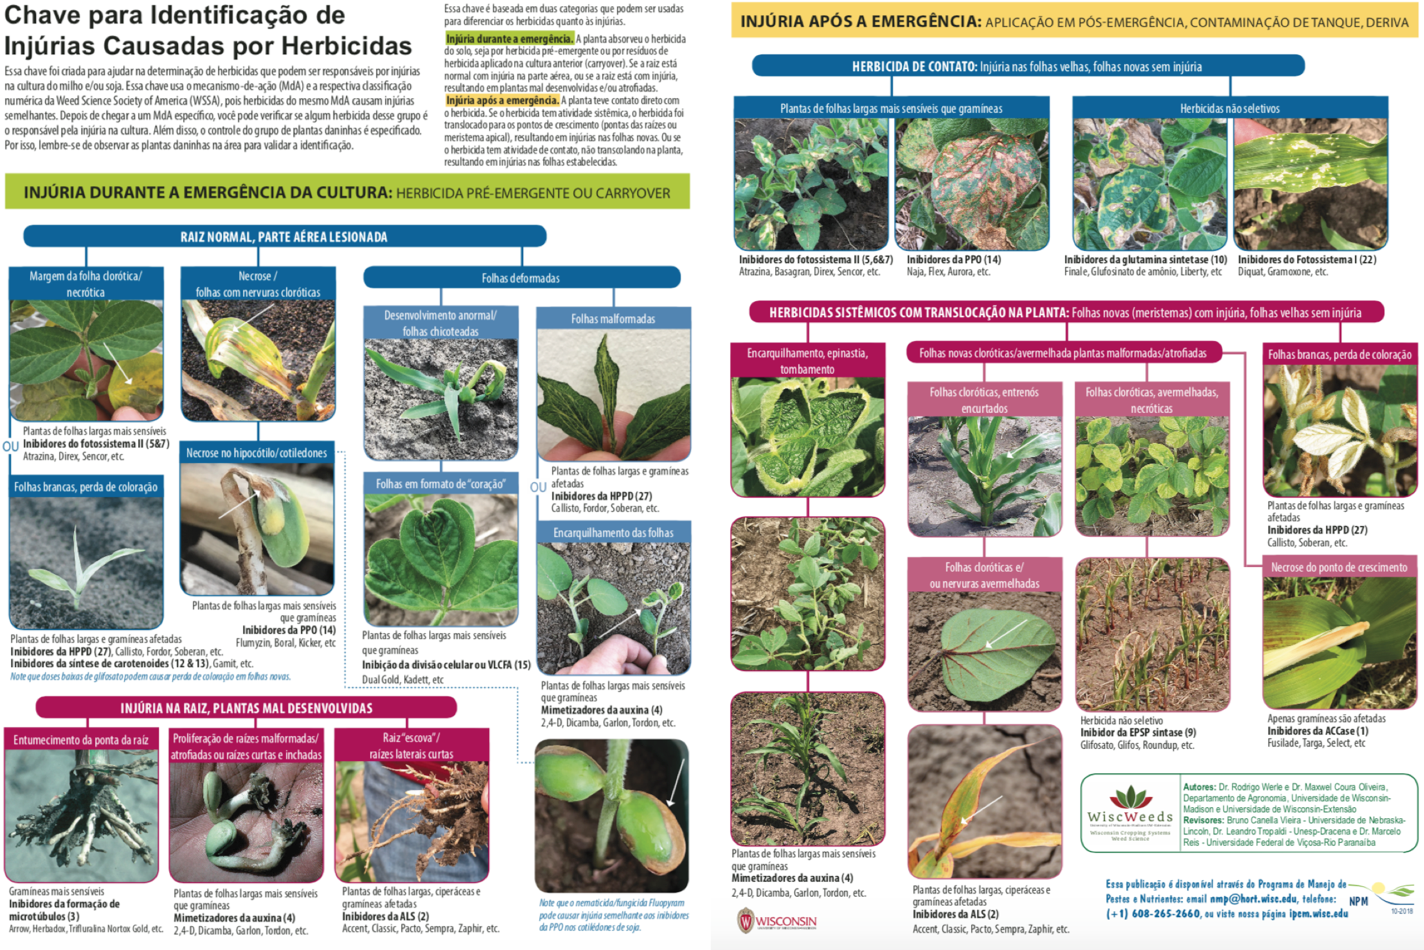 Chave para Identificação de
Injúrias Causadas por Herbicidas
Essa chave foi criada para ajudar na determinação de herbicidas que podem ser responsáveis por injúrias
na cultura do milho e/ou soja. Essa chave usa o mecanismo-de-ação (MdA) e a respectiva classificação
numérica da Weed Science Society of America (WSSA), pois herbicidas do mesmo MdA causam injúrias
semelhantes. Depois de chegar a um MdA específico, você pode verificar se algum herbicida desse grupo é
o responsável pela injúria na cultura. Além disso, o controle do grupo de plantas daninhas é especificado.
Por isso, lembre-se de observar as plantas daninhas na área para validar a identificação.
Essa chave é baseada em duas categorias que podem ser usadas
para diferenciar os herbicidas quanto às injúrias.
Injúria durante a emergência. A planta absorveu o herbicida
do solo, seja por herbicida pré-emergente ou por resíduos de
herbicida aplicado na cultura anterior (carryover). Se a raiz está
normal com injúria na parte aérea, ou se a raiz está com injúria,
resultando em plantas mal desenvolvidas e/ou atrofiadas.
Injúria após a emergência. A planta teve contato direto com
o herbicida. Se o herbicida tem atividade sistêmica, o herbicida foi
translocado para os pontos de crescimento (pontas das raízes ou
meristema apical), resultando em injúrias nas folhas novas. Ou se
o herbicida tem atividade de contato, não transcolando na planta,
resultando em injúrias nas folhas estabelecidas.
INJÚRIA DURANTE A EMERGÊNCIA DA CULTURA: HERBICIDA PRÉ-EMERGENTE OU CARRYOVER
RAIZ NORMAL, PARTE AÉREA LESIONADA
Margem da folha clorótica/
necrótica
Plantas de folhas largas mais sensíveis
Inibidores do fotossistema II (5&7)
Atrazina, Direx, Sencor, etc.
OU
Folhas brancas, perda de coloração
Plantas de folhas largas e gramíneas afetadas
Inibidores da HPPD (27), Callisto, Fordor, Soberan, etc.
Inibidores da síntese de carotenoides (12 & 13), Gamit, etc.
Note que doses baixas de glifosato podem causar perda de coloração em folhas novas.
Necrose /
folhas com nervuras cloróticas
Necrose no hipocótilo/cotiledones
Plantas de folhas largas mais sensíveis
que gramíneas
Inibidores da PPO (14)
Flumyzin, Boral, Kicker, etc
Folhas deformadas
Desenvolvimento anormal/
folhas chicoteadas
Folhas em formato de "coração"
Plantas de folhas largas mais sensíveis
que gramíneas
Inibição da divisão celular ou VLCFA (15)
Dual Gold, Kadett, etc
Folhas malformadas
Plantas de folhas largas e gramíneas
afetadas
Inibidores da HPPD (27)
Callisto, Fordor, Soberan, etc.
OU
Encarquilhamento das folhas
Plantas de folhas largas mais sensíveis
que gramíneas
Mimetizadores da auxina (4)
2,4-D, Dicamba, Garlon, Tordon, etc.
Note que o nematicida/fungicida Fluopyram
pode causar injúria semelhante aos inibidores
da PPO nas cotilédones de soja.
INJÚRIA NA RAIZ, PLANTAS MAL DESENVOLVIDAS
Entumecimento da ponta da raíz
Gramíneas mais sensíveis
Inibidores da formação de
microtúbulos (3)
Arrow, Herbadox, Trifluralina Nortox Gold, etc.
Proliferação de raízes malformadas/
atrofiadas ou raízes curtas e inchadas
Plantas de folhas largas mais sensíveis
que gramíneas
Mimetizadores da auxina (4)
2,4-D, Dicamba, Garlon, Tordon, etc.
Raiz "escova"/
raízes laterais curtas
Plantas de folhas largas, ciperáceas e
gramíneas afetadas
Inibidores da ALS (2)
Accent, Classic, Pacto, Sempra, Zaphir, etc.
INJÚRIA APÓS A EMERGÊNCIA: APLICAÇÃO EM PÓS-EMERGÊNCIA, CONTAMINAÇÃO DE TANQUE, DERIVA
HERBICIDA DE CONTATO: Injúria nas folhas velhas, folhas novas sem injúria
Plantas de folhas largas mais sensíveis que gramíneas
Inibidores do fotossistema II (5,6&7)
Atrazina, Basagran, Direx, Sencor, etc.
Inibidores da PPO (14)
Naja, Flex, Aurora, etc.
Herbicidas não seletivos
Inibidores da glutamina sintetase (10)
Finale, Glufosinato de amônio, Liberty, etc
Inibidores do Fotossistema I (22)
Diquat, Gramoxone, etc.
HERBICIDAS SISTÊMICOS COM TRANSLOCAÇÃO NA PLANTA: Folhas novas (meristemas) com injúria, folhas velhas sem injúria
Encarquilhamento, epinastia,
tombamento
Plantas de folhas largas mais sensíveis
que gramíneas
Mimetizadores da auxina (4)
2,4-D, Dicamba, Garlon, Tordon, etc.
Folhas novas cloróticas/avermelhada plantas malformadas/atrofiadas
Folhas cloróticas, entrenós
encurtados
Folhas cloróticas e/
ou nervuras avermelhadas
Plantas de folhas largas, ciperáceas e
gramíneas afetadas
Inibidores da ALS (2)
Accent, Classic, Pacto, Sempra, Zaphir, etc.
Folhas cloróticas, avermelhadas,
necróticas
Herbicida não seletivo
Inibidor da EPSP sintase (9)
Glifosato, Glifos, Roundup, etc.
Folhas brancas, perda de coloração
Plantas de folhas largas e gramíneas
afetadas
Inibidores da HPPD (27)
Callisto, Soberan, etc.
Necrose do ponto de crescimento
Apenas gramíneas são afetadas
Inibidores da ACCase (1)
Fusilade, Targa, Select, etc
WiscWeeds
Wisconsin Cropping Systems
Weed Science
Autores: Dr. Rodrigo Werle e Dr. Maxwel Coura Oliveira,
Departamento de Agronomia, Universidade de Wisconsin-
Madison e Universidade de Wisconsin-Extensão
Revisores: Bruno Canella Vieira - Universidade de Nebraska-
Lincoln, Dr. Leandro Tropaldi - Unesp-Dracena e Dr. Marcelo
Reis - Universidade Federal de Viçosa-Rio Paranaíba
WISCONSIN
Essa publicação é disponível através do Programa de Manejo de
Pestes e Nutrientes: email nmp@hort.wisc.edu, telefone:
(+1) 608-265-2660, ou viste nossa página ipcm.wisc.edu
NPM
10-2018